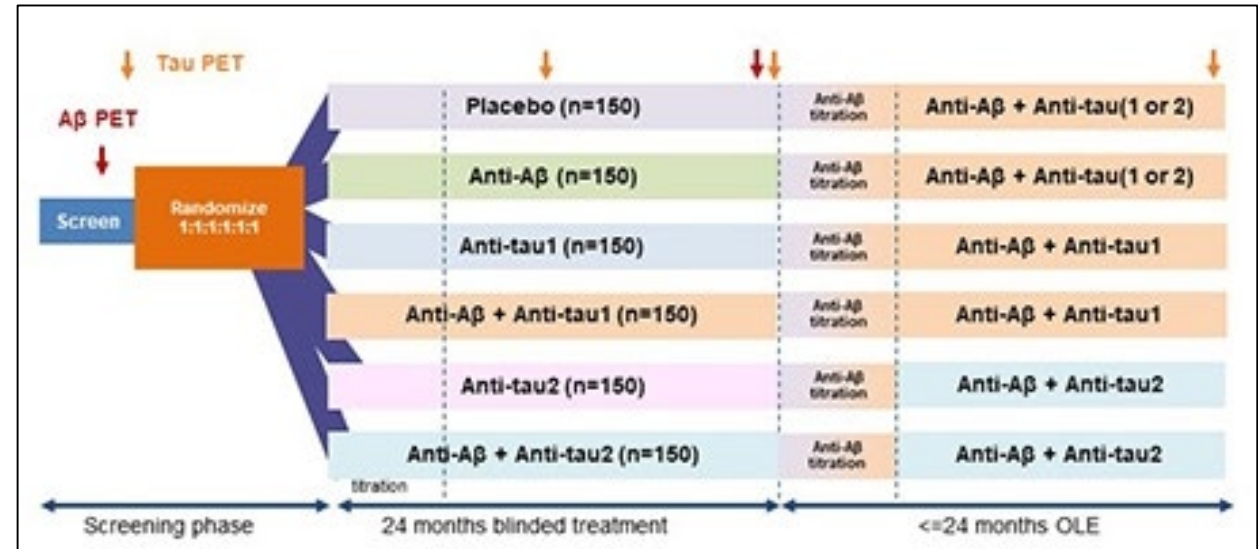 Tau PET
Aβ PET
Screen
Randomize
1:1:1:1:1:1
Placebo (n=150)
Anti-Aβ
titration
Anti-Aβ + Anti-tau(1 or 2)
Anti-Aβ (n=150)
Anti-Aβ
titration
Anti-Aβ + Anti-tau(1 or 2)
Anti-tau1 (n=150)
Anti-Aβ
titration
Anti-Aβ + Anti-tau1
Anti-Aβ + Anti-tau1 (n=150)
Anti-Aβ
titration
Anti-Aβ + Anti-tau1
Anti-tau2 (n=150)
Anti-Aβ
titration
Anti-Aβ + Anti-tau2
Anti-Aβ + Anti-tau2 (n=150)
Anti-Aβ
titration
Anti-Aβ + Anti-tau2
titration
Screening phase
24 months blinded treatment
<=24 months OLE